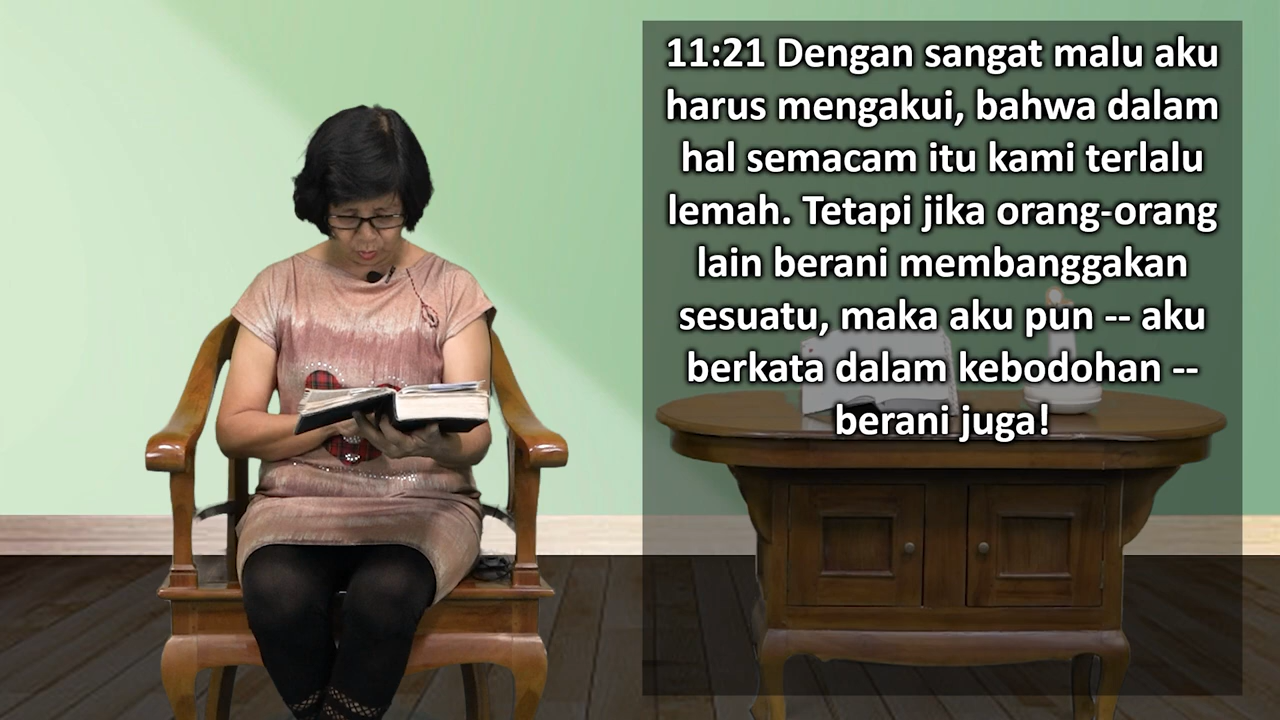 11:21 Dengan sangat malu aku
harus mengakui, bahwa dalam
hal semacam itu kami terlalu
lemah. Tetapi jika orang-orang
lain berani membanggakan
sesuatu, maka aku pun -- aku
berkata dalam kebodohan --
berani juga!